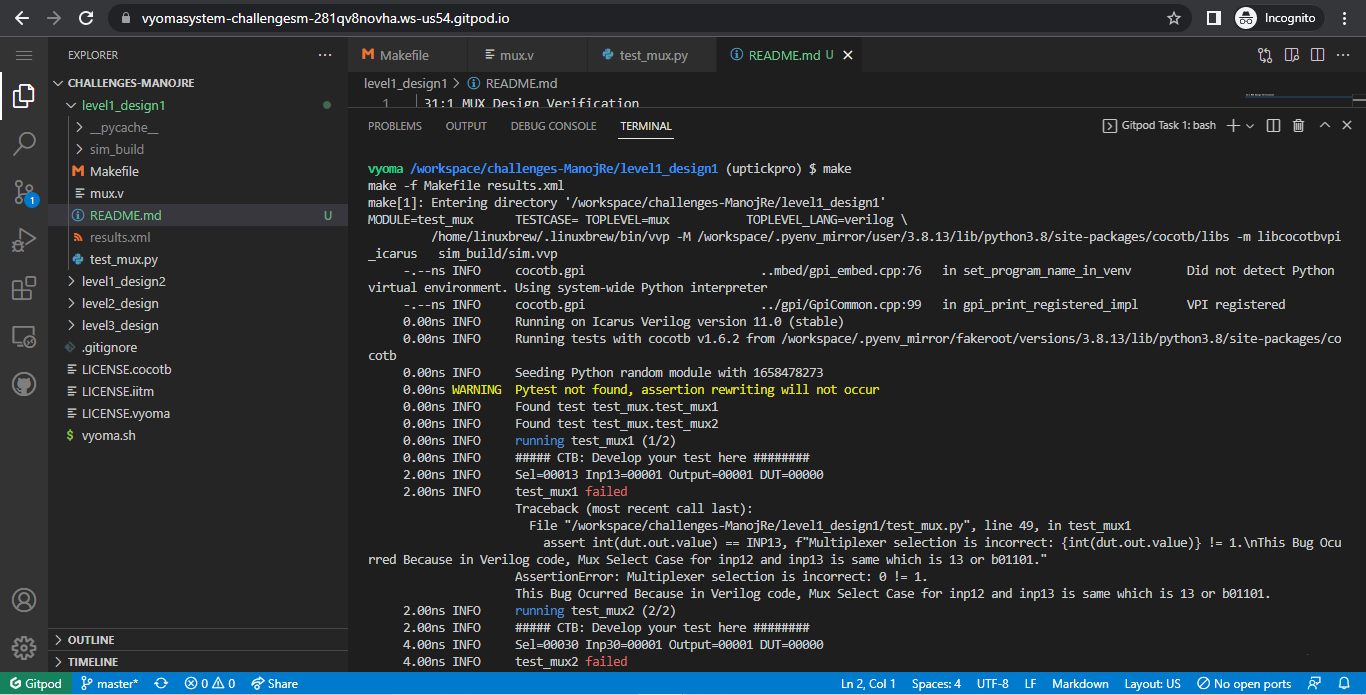 vyomasystem-challengesm-281qv8novha.ws-us54.gitpod.io
Incognito
EXPLORER
CHALLENGES-MANOJRE
level1_design1
__pycache__
sim_build
Makefile
mux.v
README.md U
results.xml
test_mux.py
level1_design2
level2_design
level3_design
.gitignore
LICENSE.cocotb
LICENSE.iitm
LICENSE.vyoma
vyoma.sh
OUTLINE
TIMELINE
Makefile mux.v test_mux.py README.md U
level1_design1 > README.md
1 31:1 MUX Design Verification
PROBLEMS OUTPUT DEBUG CONSOLE TERMINAL Gitpod Task 1: bash
vyoma /workspace/challenges-ManojRe/level1_design1 (uptickpro) $ make
make -f Makefile results.xml
make[1]: Entering directory '/workspace/challenges-ManojRe/level1_design1'
MODULE=test_mux TESTCASE= TOPLEVEL=mux TOPLEVEL_LANG=verilog \
/home/linuxbrew/.linuxbrew/bin/vvp -M /workspace/.pyenv_mirror/user/3.8.13/lib/python3.8/site-packages/cocotb/libs -m libcocotbvpi
_icarus sim_build/sim.vvp
-.--ns INFO cocotb.gpi ..mbed/gpi_embed.cpp:76 in set_program_name_in_venv Did not detect Python
virtual environment. Using system-wide Python interpreter
-.--ns INFO cocotb.gpi ../gpi/GpiCommon.cpp:99 in gpi_print_registered_impl VPI registered
0.00ns INFO Running on Icarus Verilog version 11.0 (stable)
0.00ns INFO Running tests with cocotb v1.6.2 from /workspace/.pyenv_mirror/fakeroot/versions/3.8.13/lib/python3.8/site-packages/co
cotb
0.00ns INFO Seeding Python random module with 1658478273
0.00ns WARNING Pytest not found, assertion rewriting will not occur
0.00ns INFO Found test test_mux.test_mux1
0.00ns INFO Found test test_mux.test_mux2
0.00ns INFO running test_mux1 (1/2)
0.00ns INFO ##### CTB: Develop your test here ########
2.00ns INFO Sel=00013 Inp13=00001 Output=00001 DUT=00000
2.00ns INFO test_mux1 failed
Traceback (most recent call last):
File "/workspace/challenges-ManojRe/level1_design1/test_mux.py", line 49, in test_mux1
assert int(dut.out.value) == INP13, f"Multiplexer selection is incorrect: {int(dut.out.value)} != 1.\nThis Bug Ocu
rred Because in Verilog code, Mux Select Case for inp12 and inp13 is same which is 13 or b01101."
AssertionError: Multiplexer selection is incorrect: 0 != 1.
This Bug Ocurred Because in Verilog code, Mux Select Case for inp12 and inp13 is same which is 13 or b01101.
2.00ns INFO running test_mux2 (2/2)
2.00ns INFO ##### CTB: Develop your test here ########
4.00ns INFO Sel=00030 Inp30=00001 Output=00001 DUT=00000
4.00ns INFO test_mux2 failed
Gitpod master* 0 0 Share Ln 2, Col 1 Spaces: 4 UTF-8 LF Markdown Layout: US No open ports